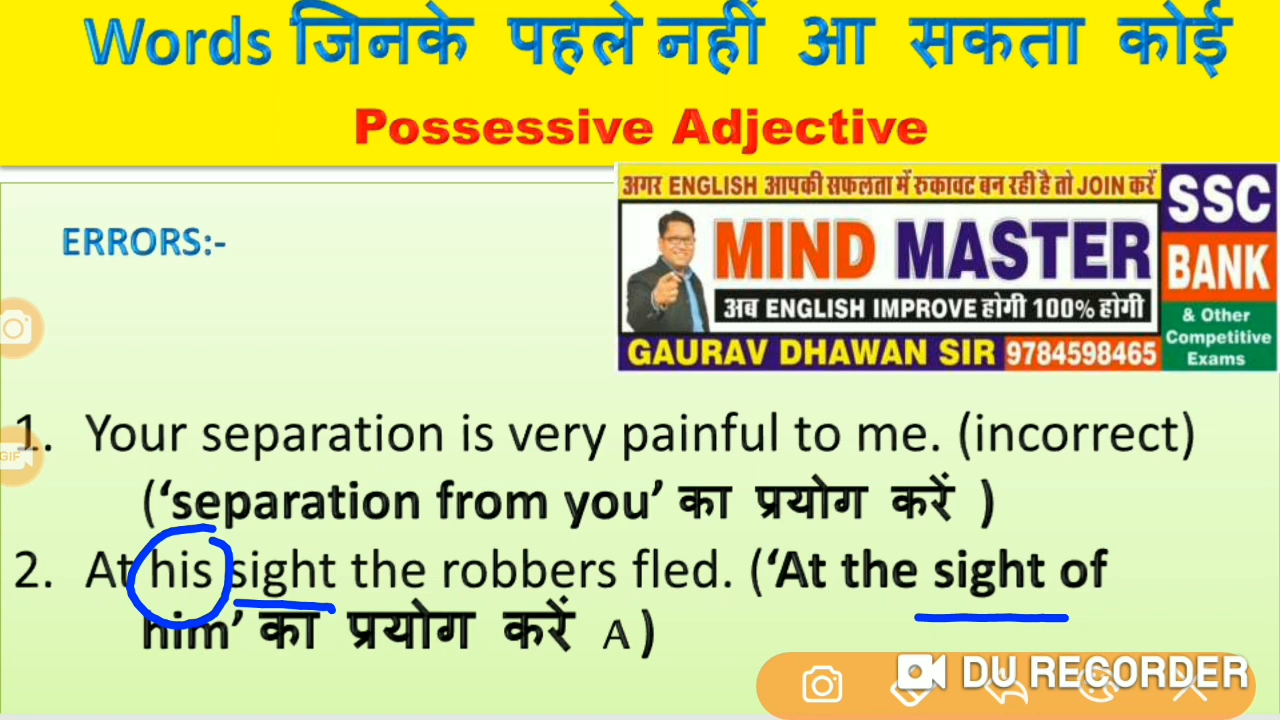 Words जिनके पहले नहीं आ सकता कोई
Possessive Adjective
अगर ENGLISH आपकी सफलता में रुकावट बन रही है तो JOIN करें
SSC
ERRORS:-
MIND MASTER
BANK
अब ENGLISH IMPROVE होगी 100% होगी
& Other
Competitive
Exams
GAURAV DHAWAN SIR 9784598465
1. Your separation is very painful to me. (incorrect)
GIF
(‘separation from you’ का प्रयोग करें )
2. At his sight the robbers fled. (‘At the sight of
him’ का प्रयोग करें A )
DU RECORDER